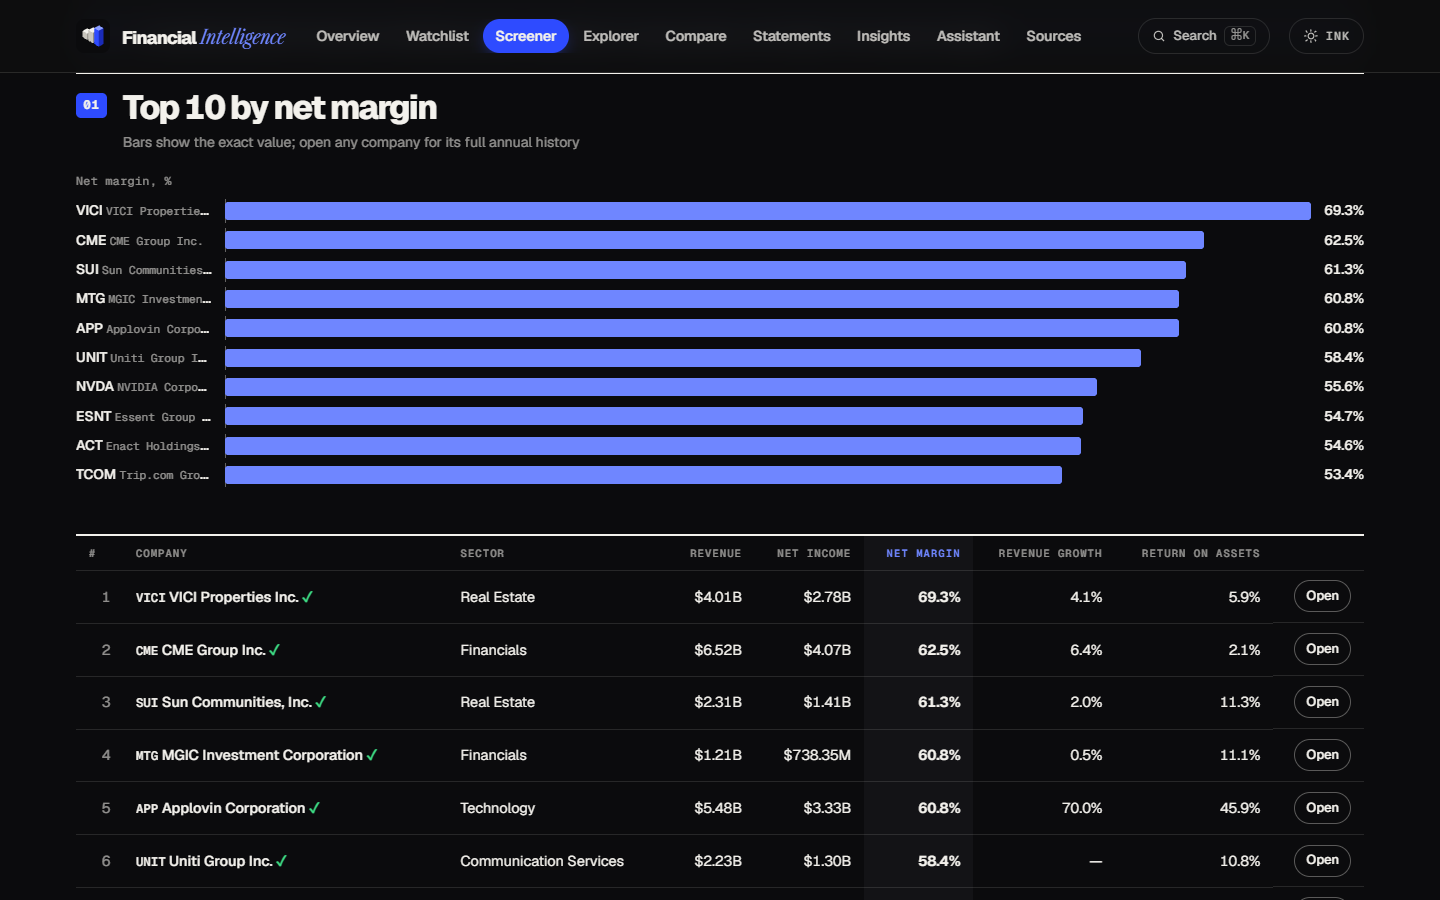 Financial Intelligence Overview Watchlist Screener Explorer Compare Statements Insights Assistant Sources Search ⌘K INK
01 Top 10 by net margin
Bars show the exact value; open any company for its full annual history
Net margin, %
VICI VICI Propertie… 69.3%
CME CME Group Inc. 62.5%
SUI Sun Communities… 61.3%
MTG MGIC Investmen… 60.8%
APP Applovin Corpo… 60.8%
UNIT Uniti Group I… 58.4%
NVDA NVIDIA Corpo… 55.6%
ESNT Essent Group … 54.7%
ACT Enact Holdings… 54.6%
TCOM Trip.com Gro… 53.4%
# COMPANY SECTOR REVENUE NET INCOME NET MARGIN REVENUE GROWTH RETURN ON ASSETS
1 VICI VICI Properties Inc. ✓ Real Estate $4.01B $2.78B 69.3% 4.1% 5.9% Open
2 CME CME Group Inc. ✓ Financials $6.52B $4.07B 62.5% 6.4% 2.1% Open
3 SUI Sun Communities, Inc. ✓ Real Estate $2.31B $1.41B 61.3% 2.0% 11.3% Open
4 MTG MGIC Investment Corporation ✓ Financials $1.21B $738.35M 60.8% 0.5% 11.1% Open
5 APP Applovin Corporation ✓ Technology $5.48B $3.33B 60.8% 70.0% 45.9% Open
6 UNIT Uniti Group Inc. ✓ Communication Services $2.23B $1.30B 58.4% — 10.8% Open